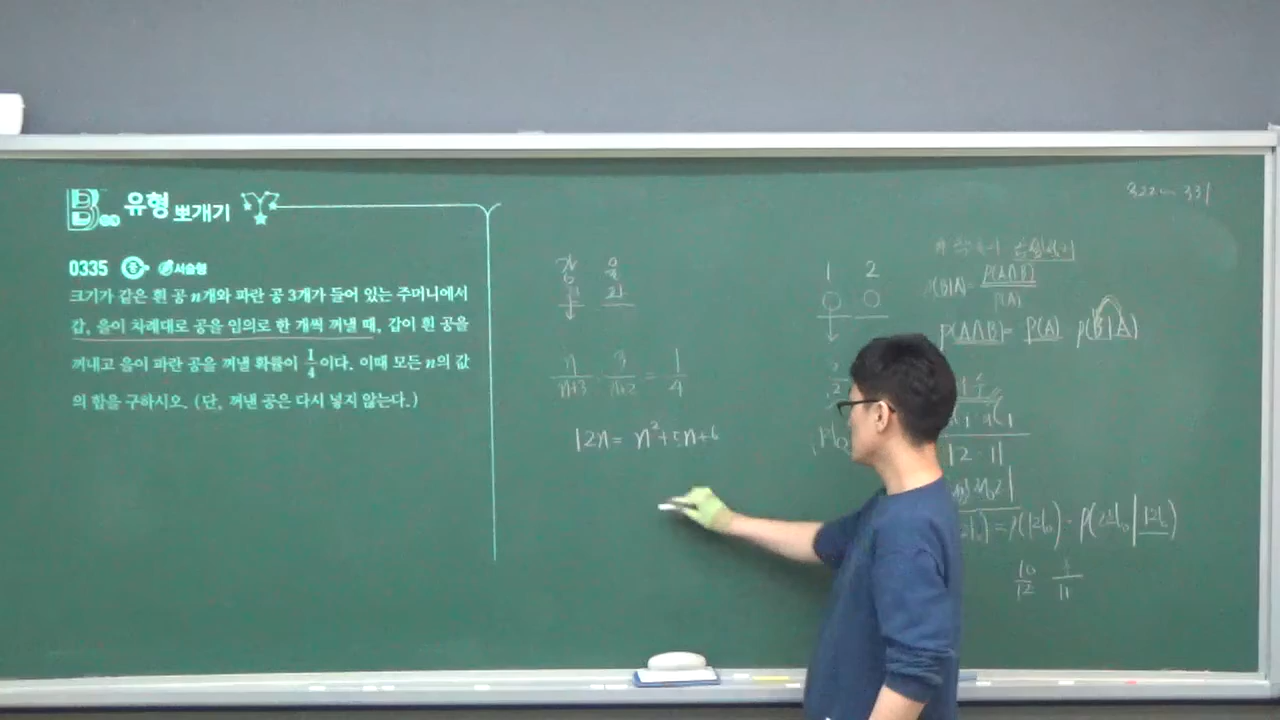 B 유형 뽀개기
0335 중 서술형
크기가 같은 흰 공 n개와 파란 공 3개가 들어 있는 주머니에서
갑, 을이 차례대로 공을 임의로 한 개씩 꺼낼 때, 갑이 흰 공을
꺼내고 을이 파란 공을 꺼낼 확률이 1/4이다. 이때 모든 n의 값
의 합을 구하시오. (단, 꺼낸 공은 다시 넣지 않는다.)
갑 을
흰 파
n/(n+3) · 3/(n+2) = 1/4
12n = n²+5n+6
1 2
322~331
P(B|A) = P(A∩B)/P(A)
P(A∩B) = P(A) P(B|A)
12·11
10/12